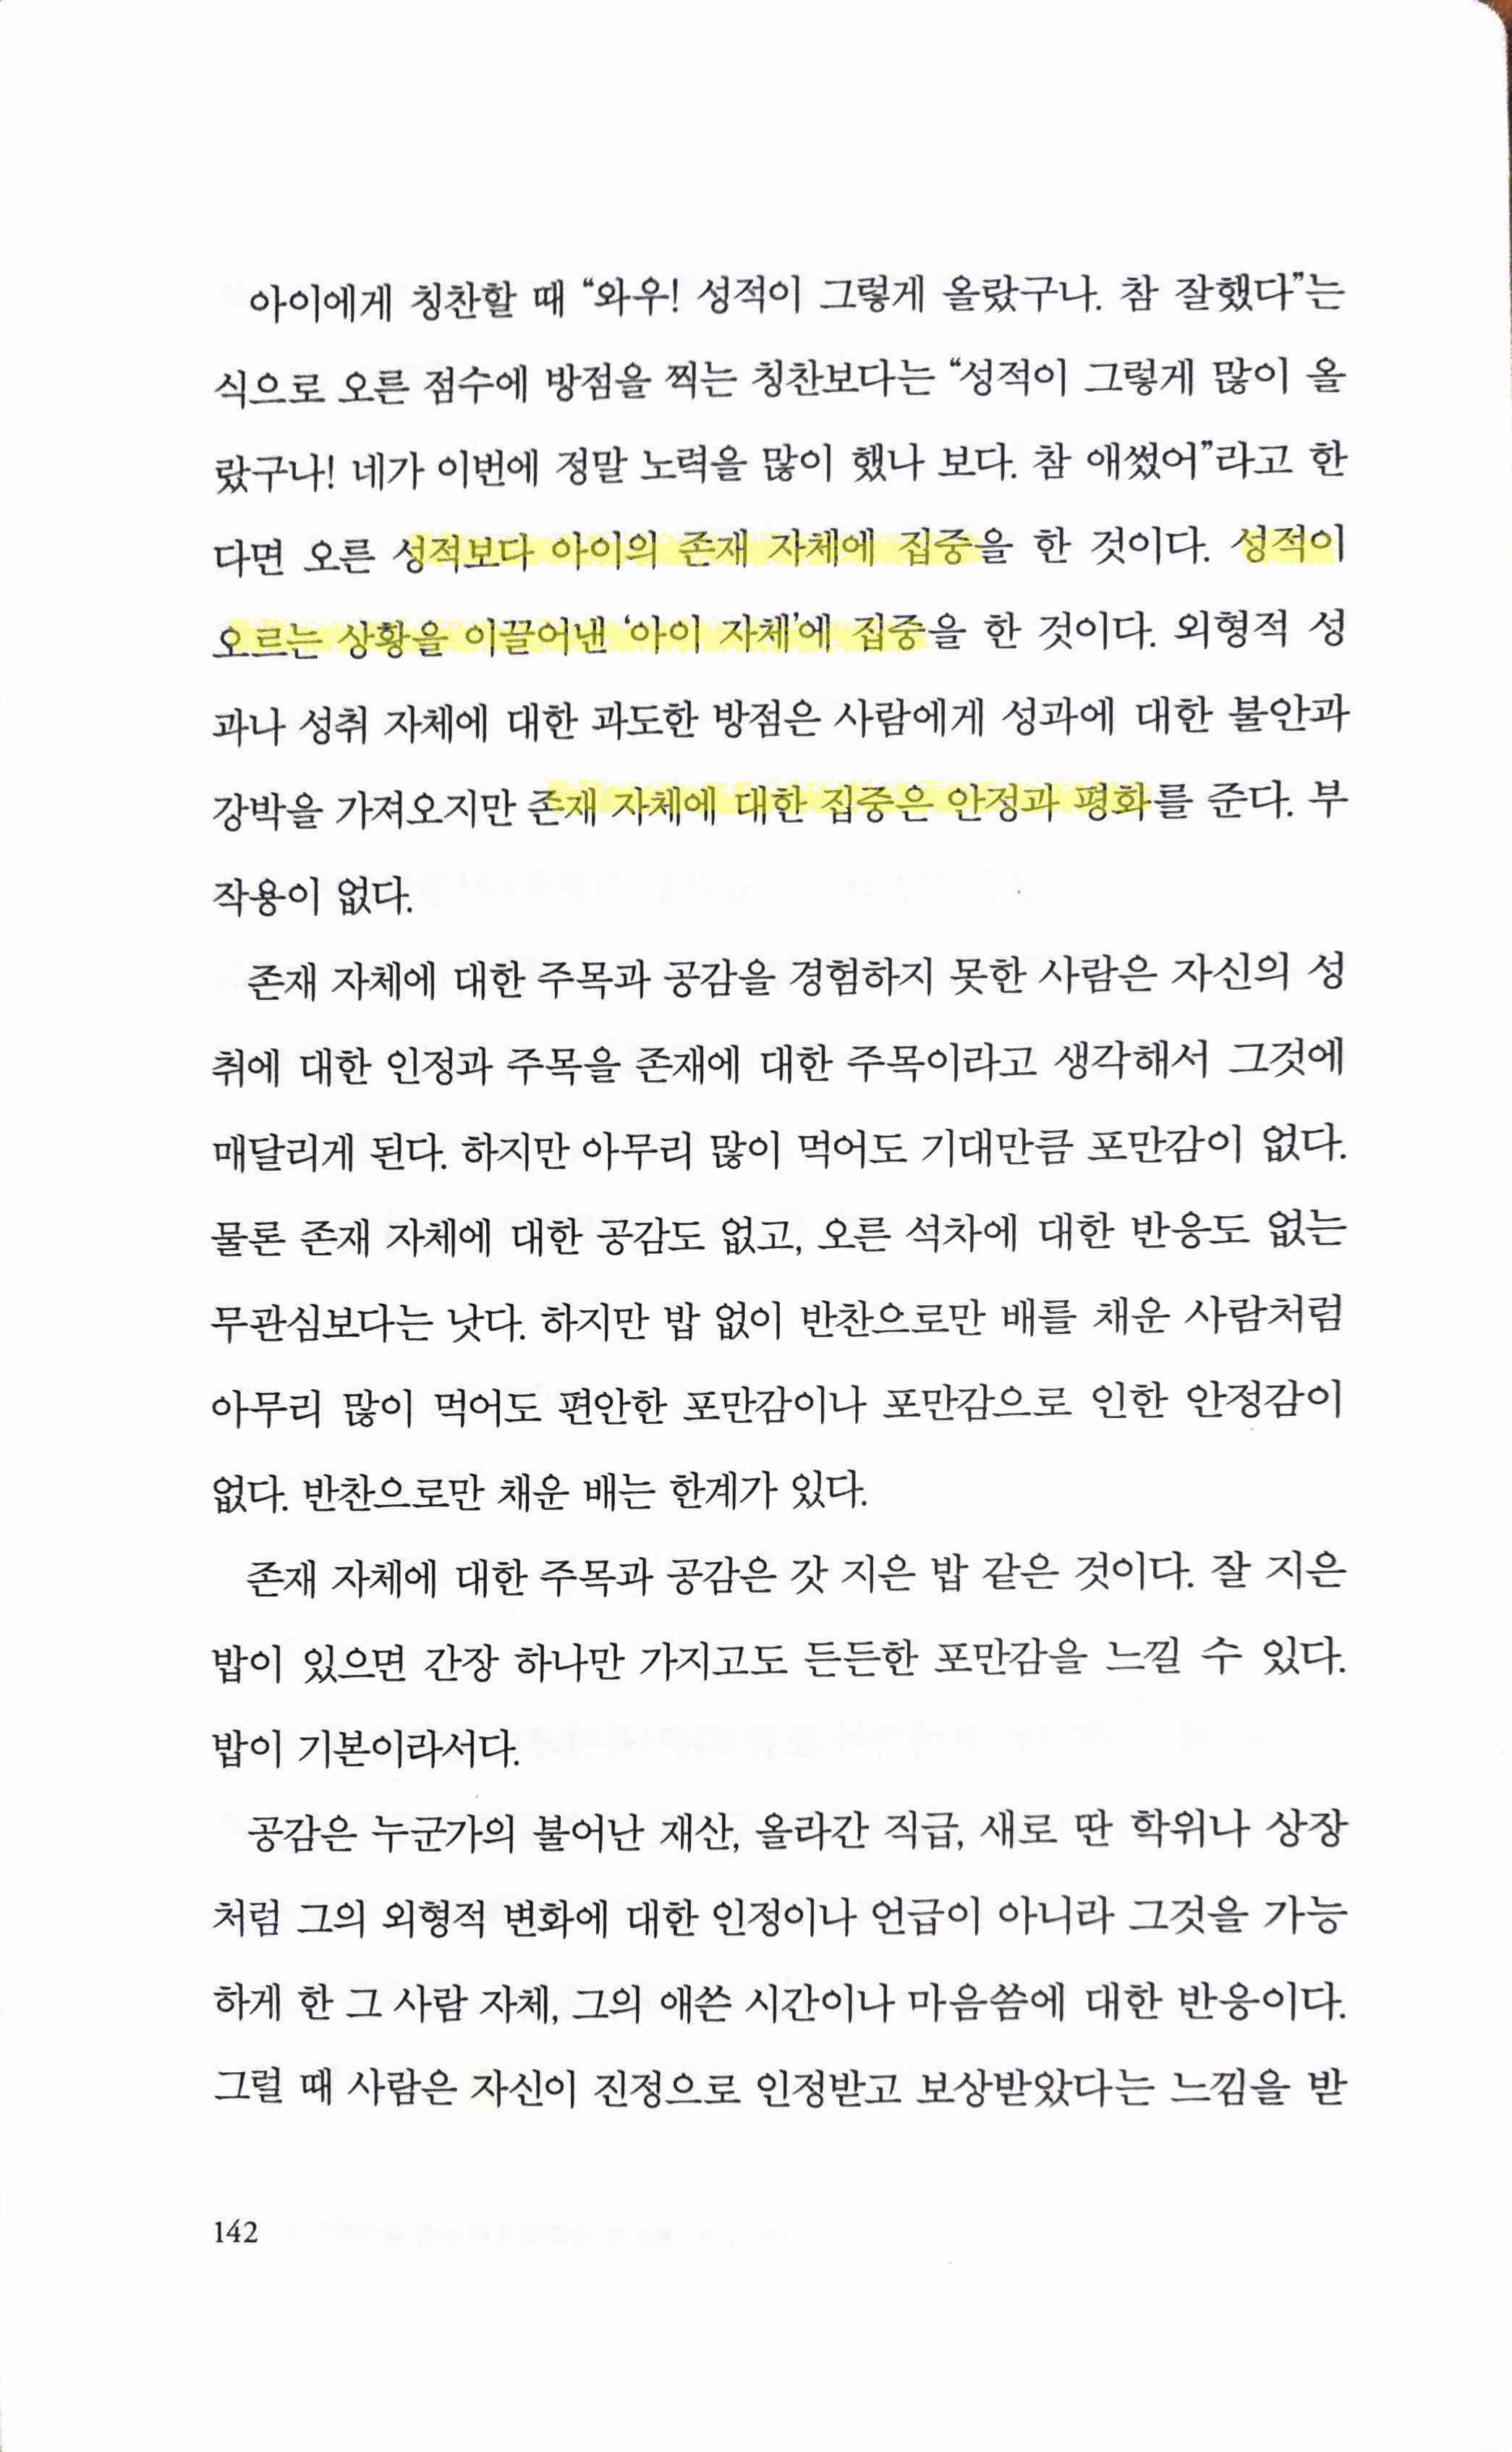 아이에게 칭찬할 때 “와우! 성적이 그렇게 올랐구나. 참 잘했다”는
식으로 오른 점수에 방점을 찍는 칭찬보다는 “성적이 그렇게 많이 올
랐구나! 네가 이번에 정말 노력을 많이 했나 보다. 참 애썼어”라고 한
다면 오른 성적보다 아이의 존재 자체에 집중을 한 것이다. 성적이
오르는 상황을 이끌어낸 ‘아이 자체’에 집중을 한 것이다. 외형적 성
과나 성취 자체에 대한 과도한 방점은 사람에게 성과에 대한 불안과
강박을 가져오지만 존재 자체에 대한 집중은 안정과 평화를 준다. 부
작용이 없다.
존재 자체에 대한 주목과 공감을 경험하지 못한 사람은 자신의 성
취에 대한 인정과 주목을 존재에 대한 주목이라고 생각해서 그것에
매달리게 된다. 하지만 아무리 많이 먹어도 기대만큼 포만감이 없다.
물론 존재 자체에 대한 공감도 없고, 오른 석차에 대한 반응도 없는
무관심보다는 낫다. 하지만 밥 없이 반찬으로만 배를 채운 사람처럼
아무리 많이 먹어도 편안한 포만감이나 포만감으로 인한 안정감이
없다. 반찬으로만 채운 배는 한계가 있다.
존재 자체에 대한 주목과 공감은 갓 지은 밥 같은 것이다. 잘 지은
밥이 있으면 간장 하나만 가지고도 든든한 포만감을 느낄 수 있다.
밥이 기본이라서다.
공감은 누군가의 불어난 재산, 올라간 직급, 새로 딴 학위나 상장
처럼 그의 외형적 변화에 대한 인정이나 언급이 아니라 그것을 가능
하게 한 그 사람 자체, 그의 애쓴 시간이나 마음씀에 대한 반응이다.
그럴 때 사람은 자신이 진정으로 인정받고 보상받았다는 느낌을 받
142